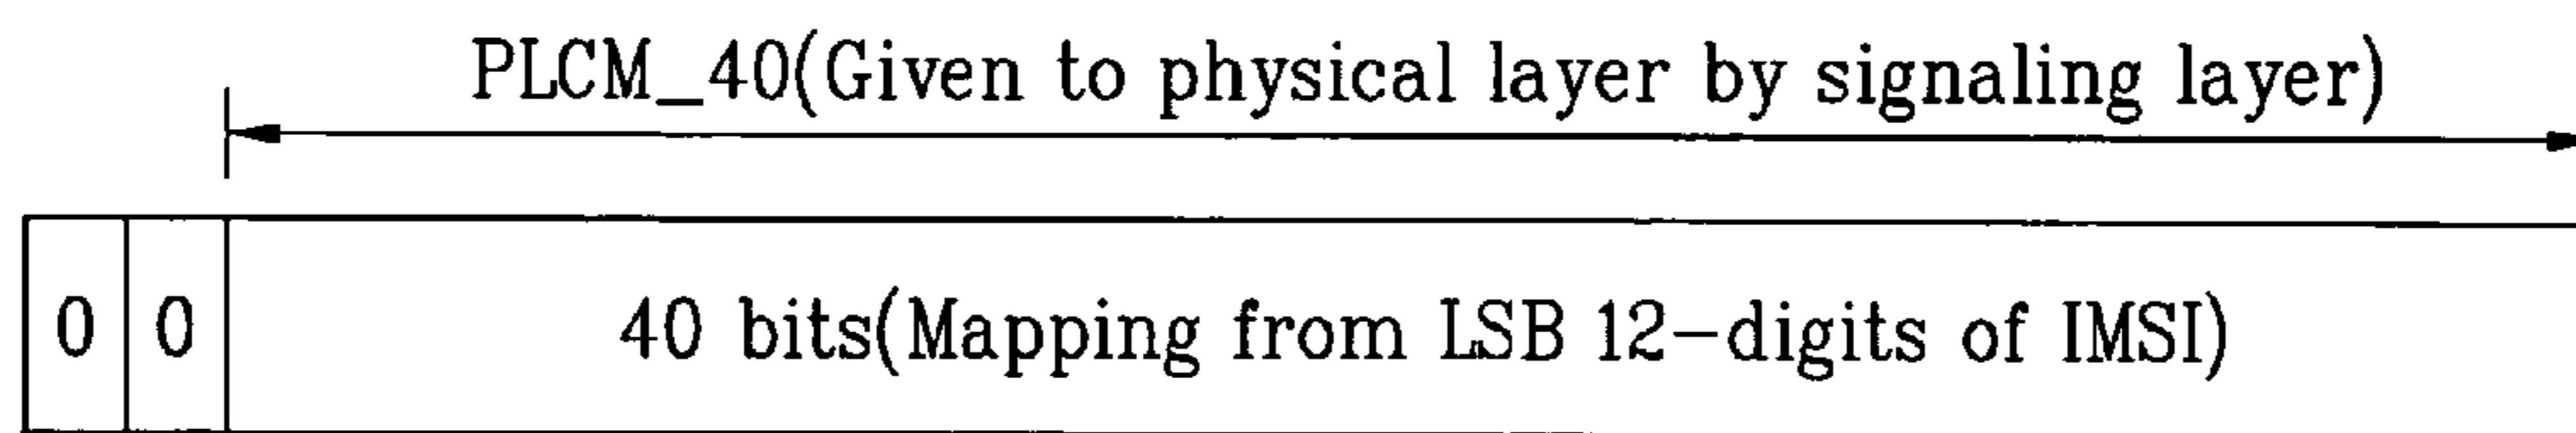 PLCM_40(Given to physical layer by signaling layer)
0 0 40 bits(Mapping from LSB 12-digits of IMSI)